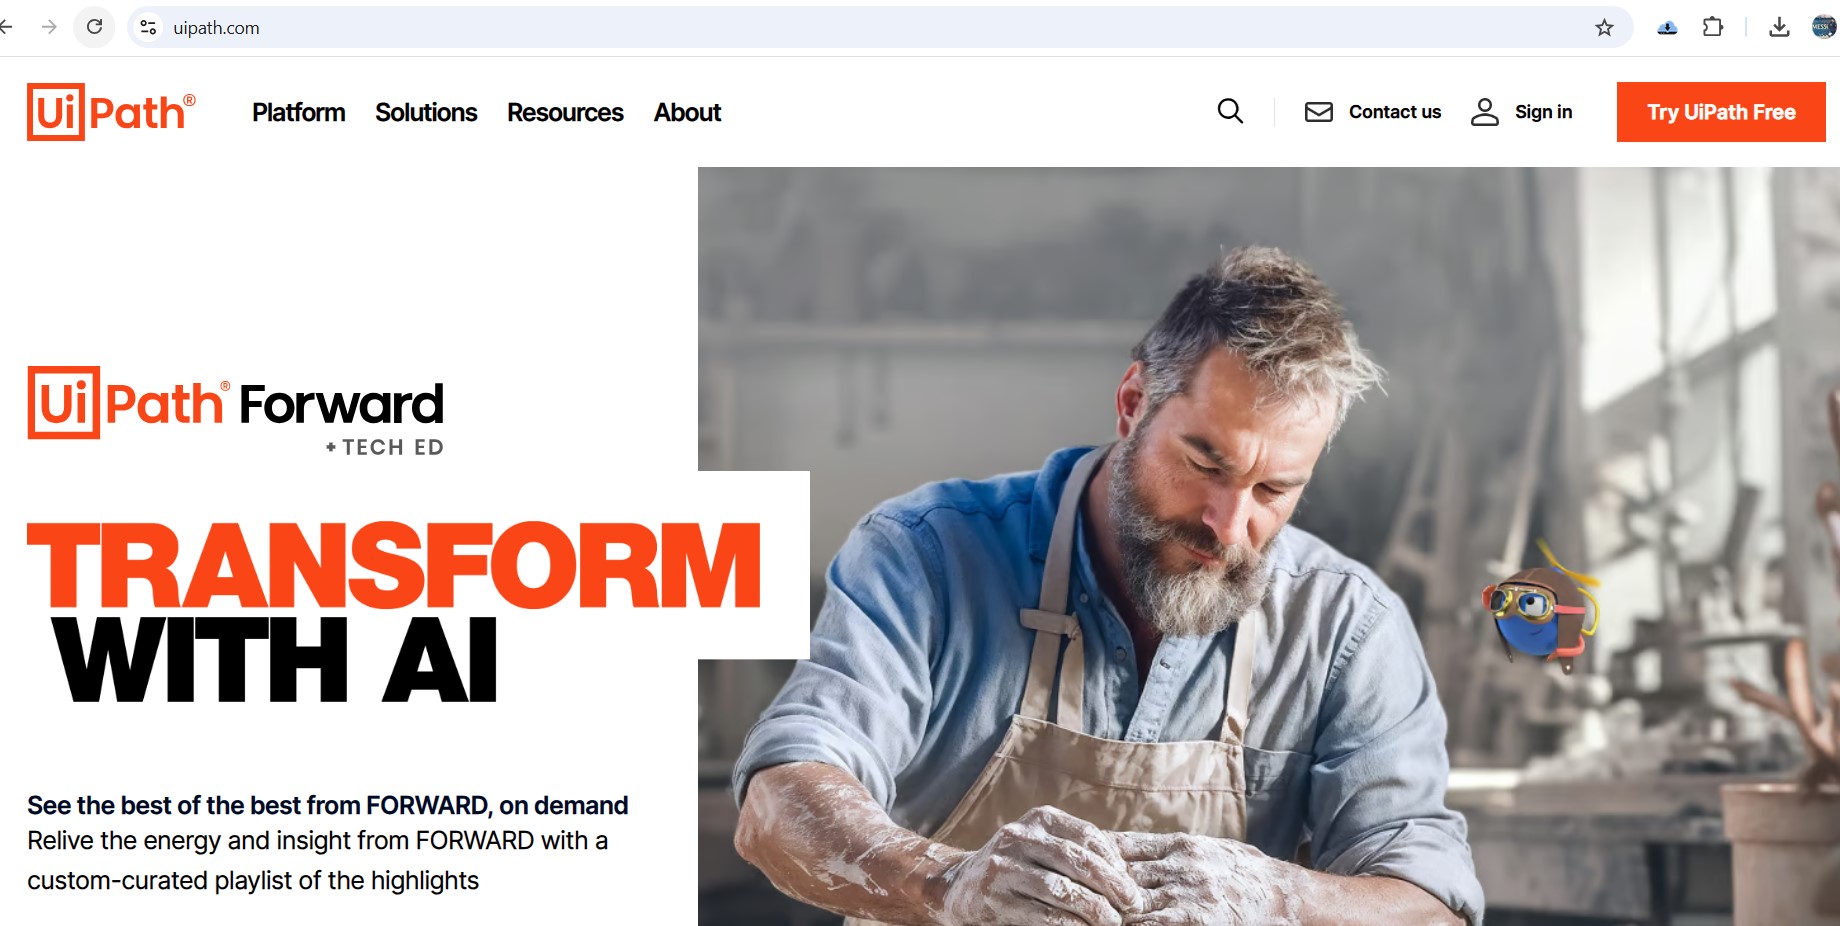 uipath.com
UiPath®
Platform Solutions Resources About
Contact us Sign in Try UiPath Free
UiPath® Forward
+ TECH ED
TRANSFORM
WITH AI
See the best of the best from FORWARD, on demand
Relive the energy and insight from FORWARD with a
custom-curated playlist of the highlights